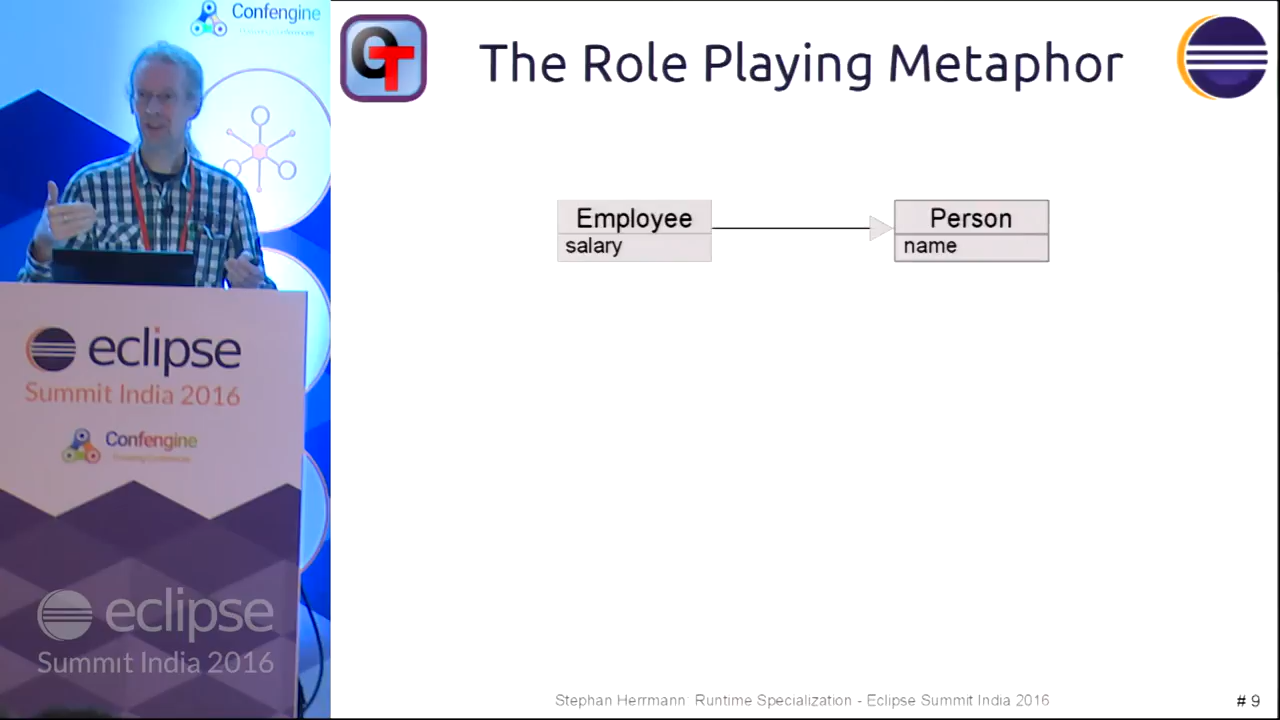 Confengine
OT
The Role Playing Metaphor
Employee
salary
Person
name
eclipse
Summit India 2016
Confengine
eclipse
Summit India 2016
Stephan Herrmann: Runtime Specialization - Eclipse Summit India 2016
# 9